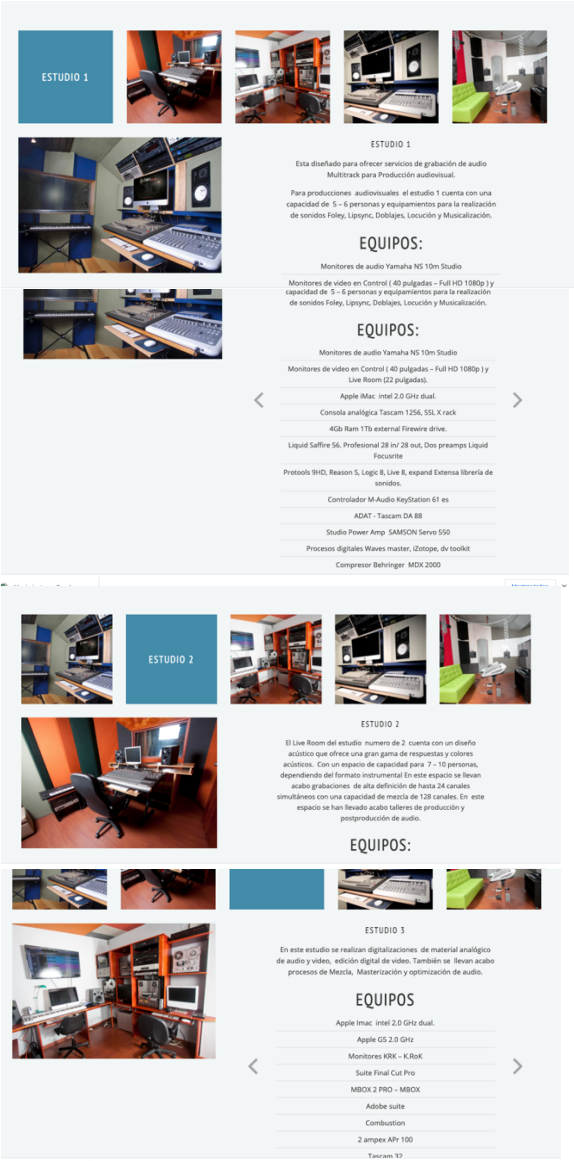 ESTUDIO 1
ESTUDIO 1
Esta diseñado para ofrecer servicios de grabación de audio
Multitrack para Producción audiovisual.
Para producciones audiovisuales el estudio 1 cuenta con una
capacidad de 5 – 6 personas y equipamientos para la realización
de sonidos Foley, Lipsync, Doblajes, Locución y Musicalización.
EQUIPOS:
Monitores de audio Yamaha NS 10m Studio
Monitores de video en Control ( 40 pulgadas – Full HD 1080p ) y
capacidad de 5 – 6 personas y equipamientos para la realización
de sonidos Foley, Lipsync, Doblajes, Locución y Musicalización.
EQUIPOS:
Monitores de audio Yamaha NS 10m Studio
Monitores de video en Control ( 40 pulgadas – Full HD 1080p ) y
Live Room (22 pulgadas).
Apple iMac intel 2.0 GHz dual.
Consola analógica Tascam 1256, SSL X rack
4Gb Ram 1Tb external Firewire drive.
Liquid Saffire 56. Profesional 28 in/ 28 out, Dos preamps Liquid
Focusrite
Protools 9HD, Reason 5, Logic 8, Live 8, expand Extensa librería de
sonidos.
Controlador M-Audio KeyStation 61 es
ADAT - Tascam DA 88
Studio Power Amp SAMSON Servo 550
Procesos digitales Waves master, iZotope, dv toolkit
Compresor Behringer MDX 2000
ESTUDIO 2
ESTUDIO 2
El Live Room del estudio numero de 2 cuenta con un diseño
acústico que ofrece una gran gama de respuestas y colores
acústicos. Con un espacio de capacidad para 7 – 10 personas,
dependiendo del formato instrumental En este espacio se llevan
acabo grabaciones de alta definición de hasta 24 canales
simultáneos con una capacidad de mezcla de 128 canales. En este
espacio se han llevado acabo talleres de producción y
postproducción de audio.
EQUIPOS:
ESTUDIO 3
En este estudio se realizan digitalizaciones de material analógico
de audio y video, edición digital de video. También se llevan acabo
procesos de Mezcla, Masterización y optimización de audio.
EQUIPOS
Apple Imac intel 2.0 GHz dual.
Apple G5 2.0 GHz
Monitores KRK – K.RoK
Suite Final Cut Pro
MBOX 2 PRO – MBOX
Adobe suite
Combustion
2 ampex APr 100
Tascam 32